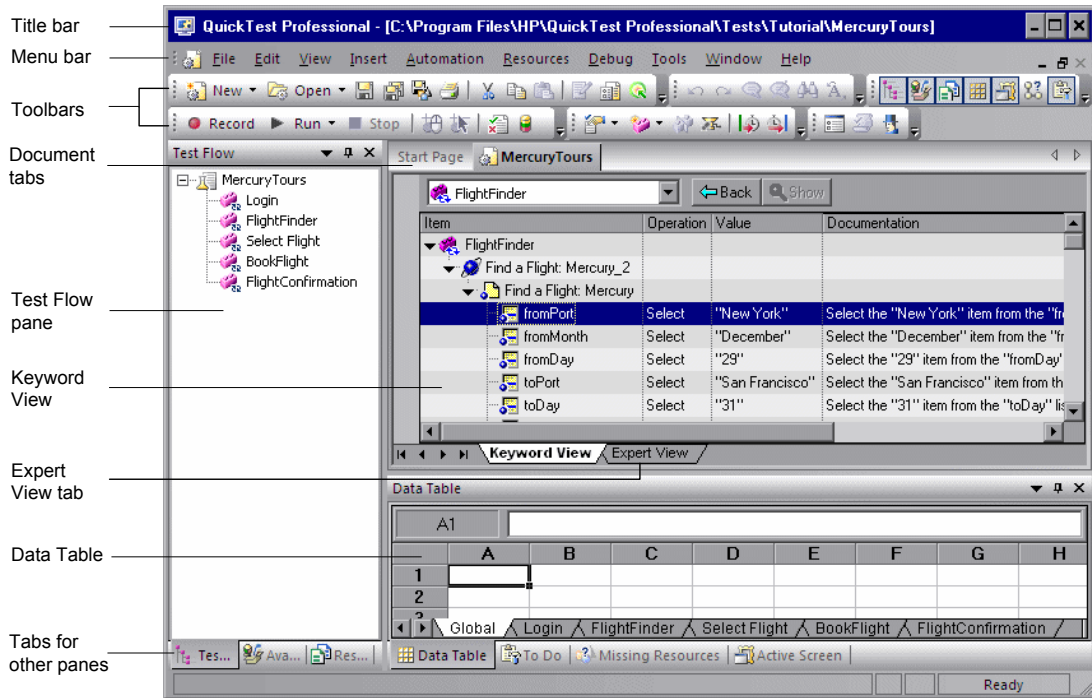 Title bar
QuickTest Professional - [C:\Program Files\HP\QuickTest Professional\Tests\Tutorial\MercuryTours]
Menu bar
File Edit View Insert Automation Resources Debug Tools Window Help
Toolbars
New Open
Record Run Stop
Document tabs
Test Flow
Start Page MercuryTours
MercuryTours
Login
FlightFinder
Select Flight
BookFlight
FlightConfirmation
FlightFinder Back Show
Item Operation Value Documentation
FlightFinder
Find a Flight: Mercury_2
Find a Flight: Mercury
fromPort Select "New York" Select the "New York" item from the "fr
fromMonth Select "December" Select the "December" item from the "fr
fromDay Select "29" Select the "29" item from the "fromDay"
toPort Select "San Francisco" Select the "San Francisco" item from th
toDay Select "31" Select the "31" item from the "toDay" lis
Test Flow pane
Keyword View
Keyword View Expert View
Expert View tab
Data Table
A1
Data Table
A B C D E F G H
1
2
3
Global Login FlightFinder Select Flight BookFlight FlightConfirmation
Tabs for other panes
Tes... Ava... Res...
Data Table To Do Missing Resources Active Screen
Ready